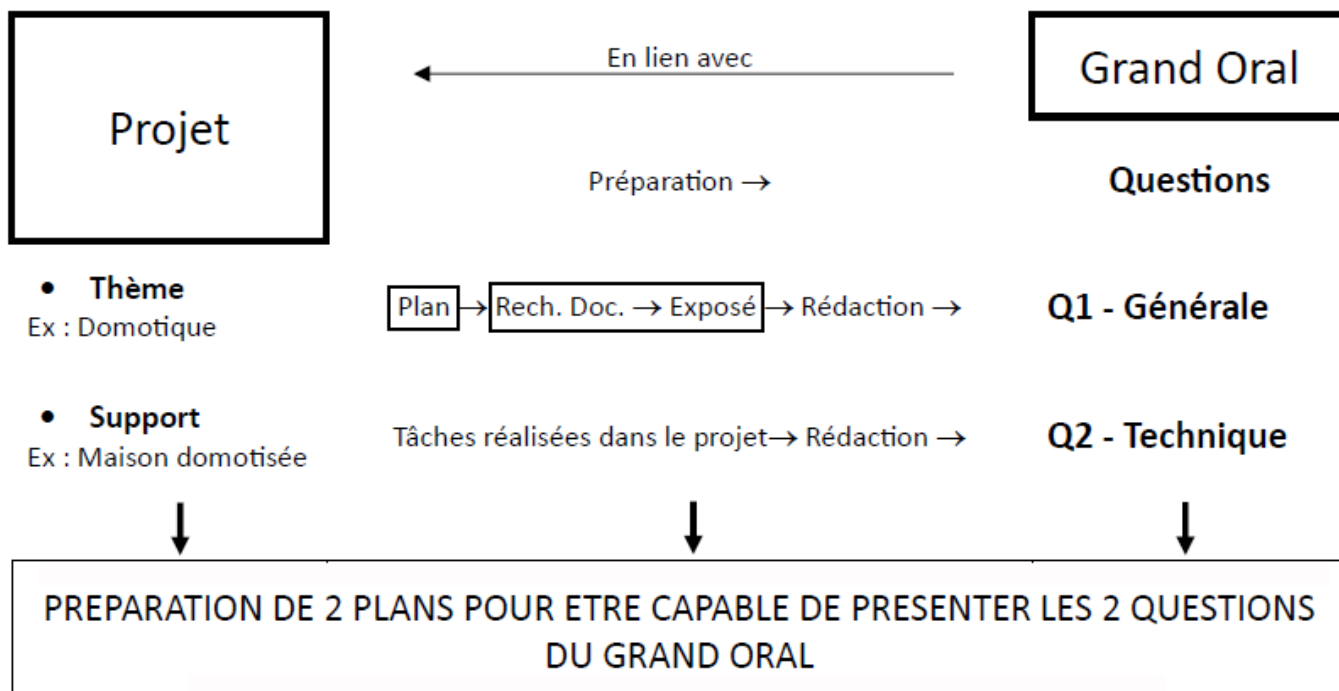 En lien avec
Grand Oral
Projet
Préparation →
Questions
• Thème
Ex : Domotique
Plan → Rech. Doc. → Exposé → Rédaction →
Q1 - Générale
• Support
Ex : Maison domotisée
Tâches réalisées dans le projet→ Rédaction →
Q2 - Technique
PREPARATION DE 2 PLANS POUR ETRE CAPABLE DE PRESENTER LES 2 QUESTIONS
DU GRAND ORAL